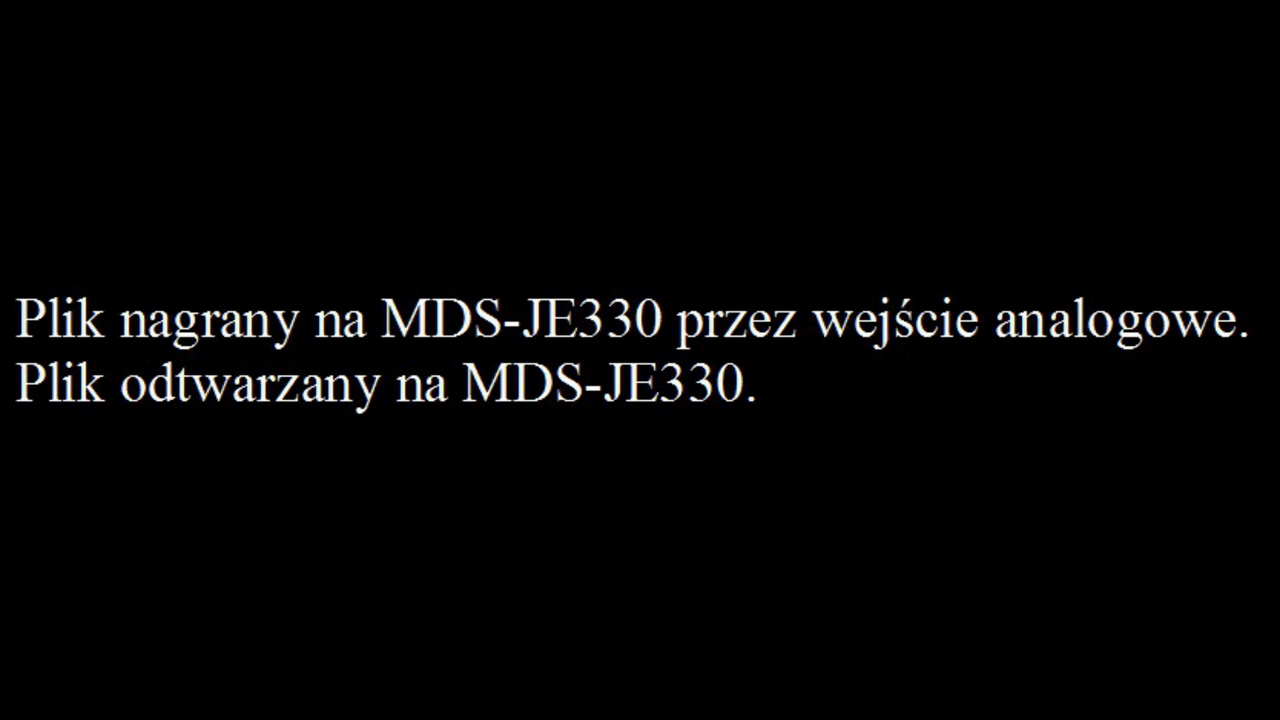 Plik nagrany na MDS-JE330 przez wejście analogowe.
Plik odtwarzany na MDS-JE330.